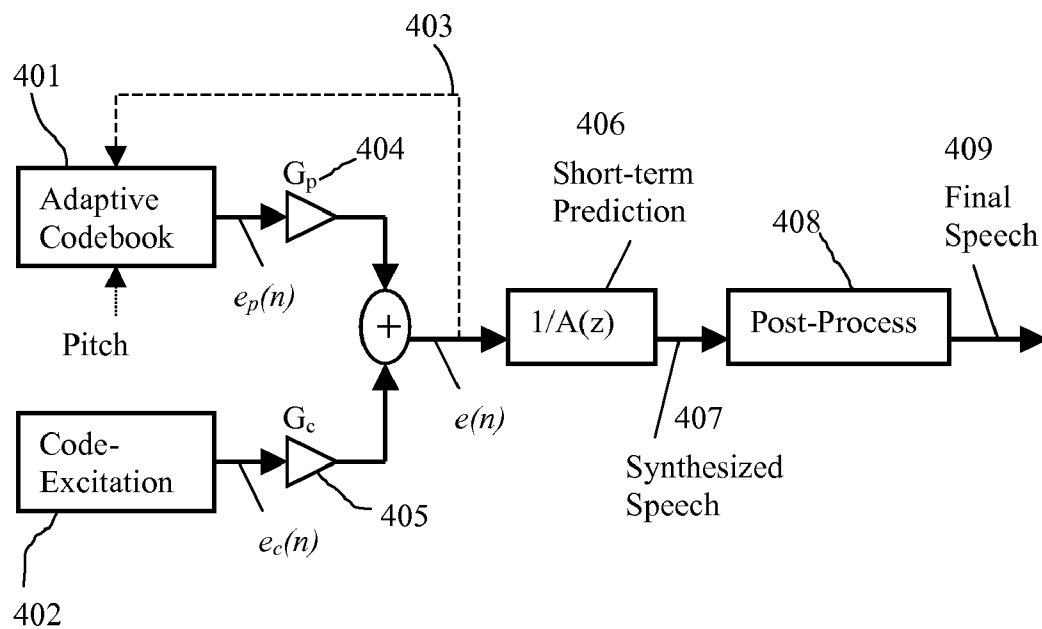 403
401
406
Short-term
Prediction
409
Final
Speech
Gp
404
Adaptive
Codebook
408
ep(n)
+
1/A(z)
Post-Process
Pitch
e(n)
407
Synthesized
Speech
Code-
Excitation
Gc
405
ec(n)
402